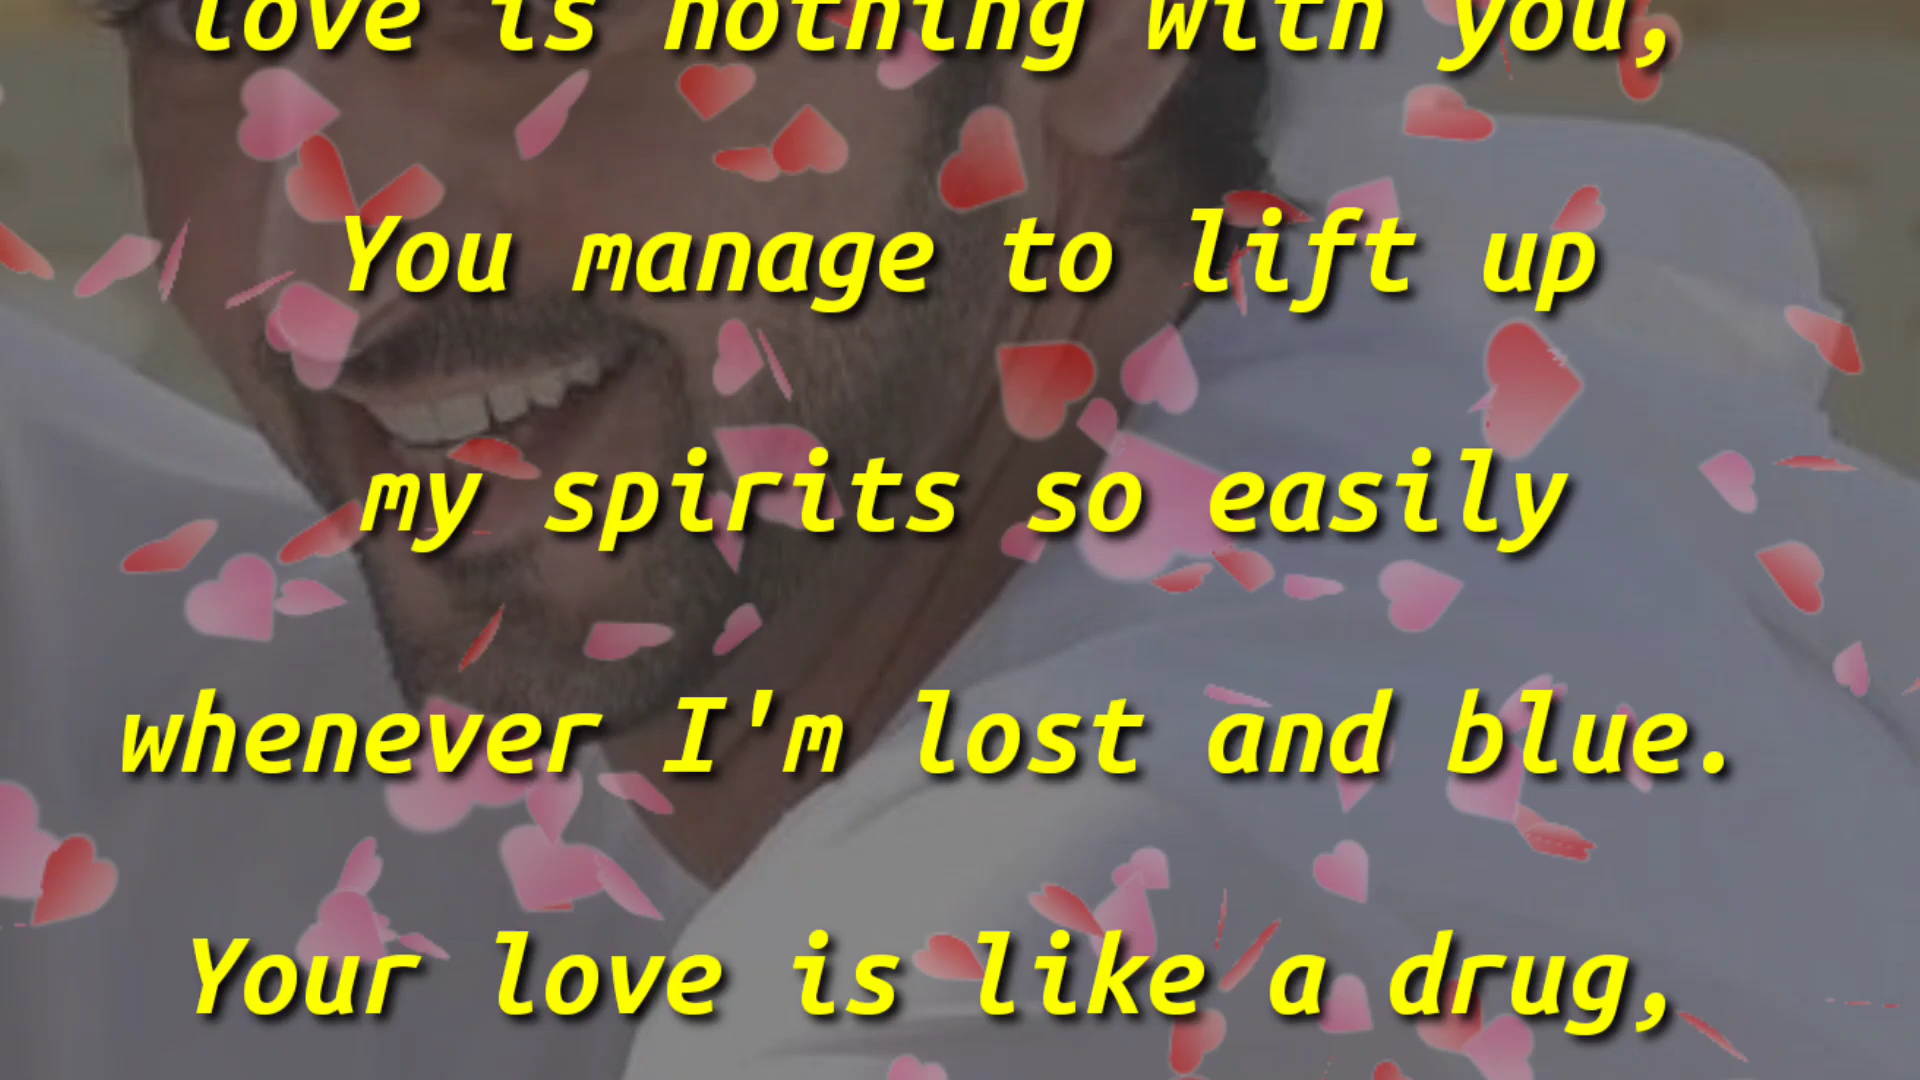 love is nothing with you,
You manage to lift up
my spirits so easily
whenever I'm lost and blue.
Your love is like a drug,